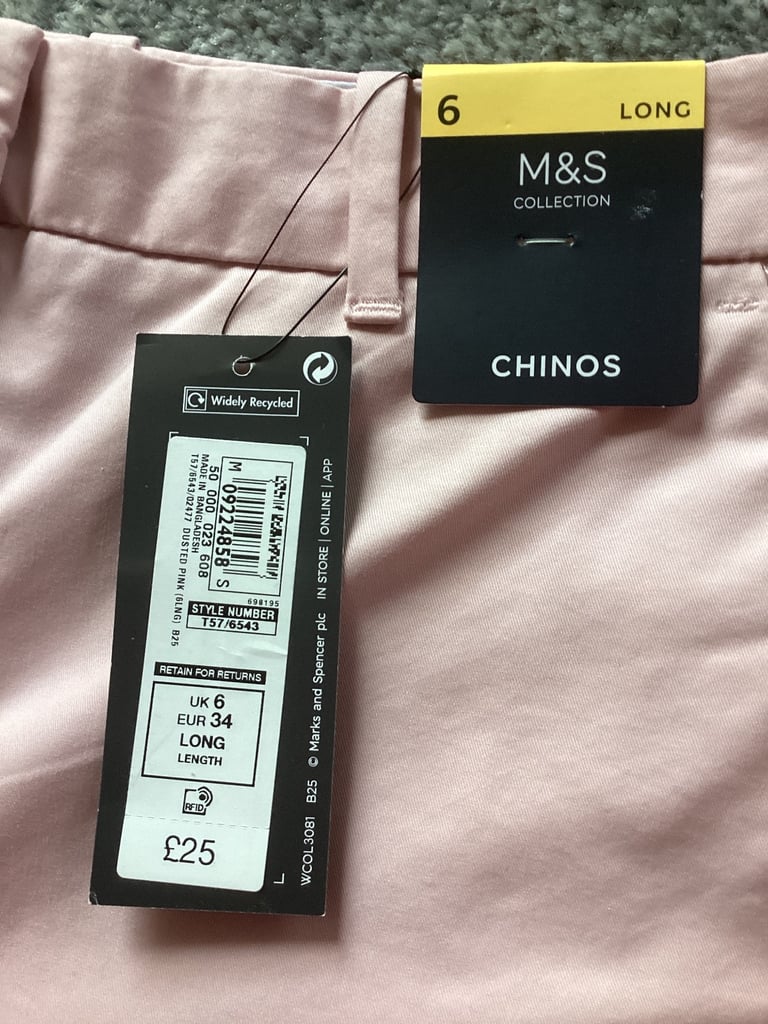 6 LONG
M&S
COLLECTION
CHINOS
Widely Recycled
M 09224858 S
50 000 023 608
MADE IN BANGLADESH
T57/6543/02477 DUSTED PINK (6LNG) B25
698195
STYLE NUMBER
T57/6543
RETAIN FOR RETURNS
UK 6
EUR 34
LONG
LENGTH
RFID
£25
WCOL3081 B25 © Marks and Spencer plc IN STORE | ONLINE | APP